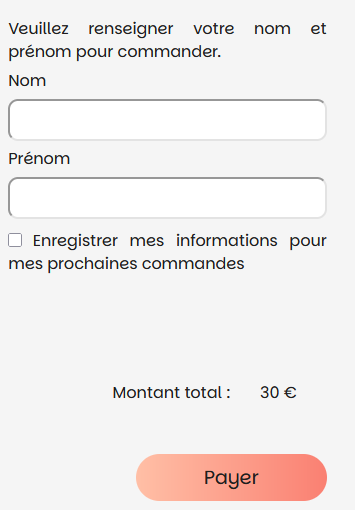 Veuillez renseigner votre nom et
prénom pour commander.
Nom
Prénom
Enregistrer mes informations pour
mes prochaines commandes
Montant total : 30 €
Payer